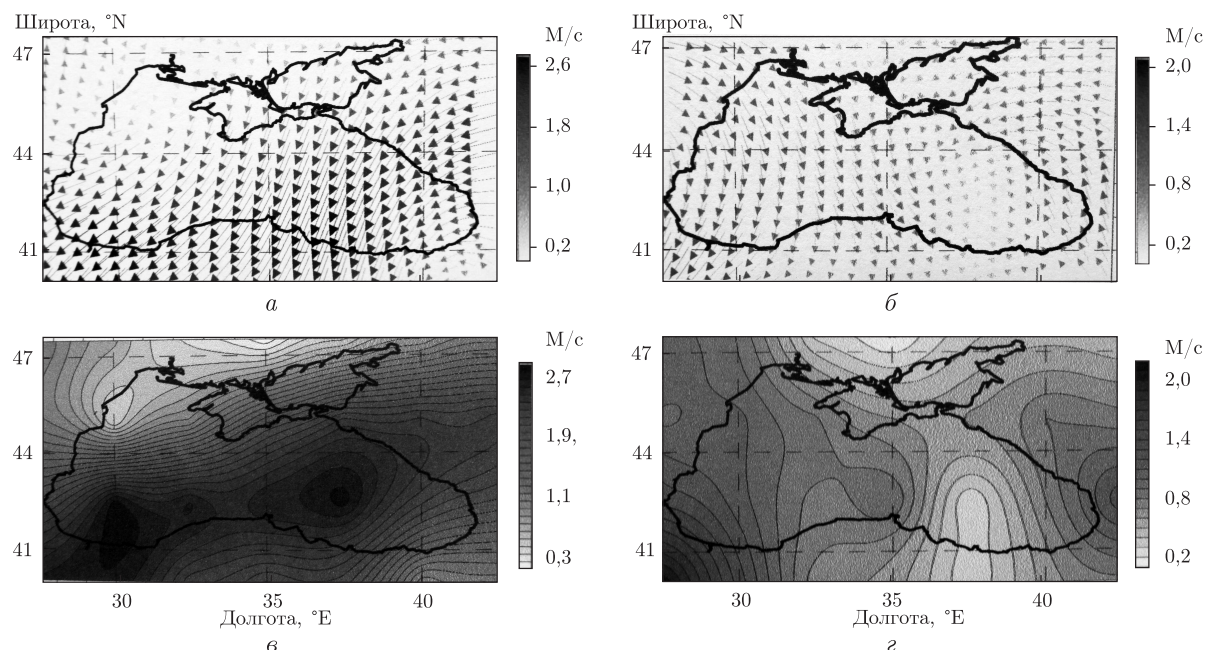 Широта, °N
М/с
47
44
41
2,6
1,8
1,0
0,2
а
Широта, °N
М/с
47
44
41
2,0
1,4
0,8
0,2
б
М/с
47
44
41
2,7
1,9,
1,1
0,3
30
35
40
Долгота, °E
в
М/с
47
44
41
2,0
1,4
0,8
0,2
30
35
40
Долгота, °E
г